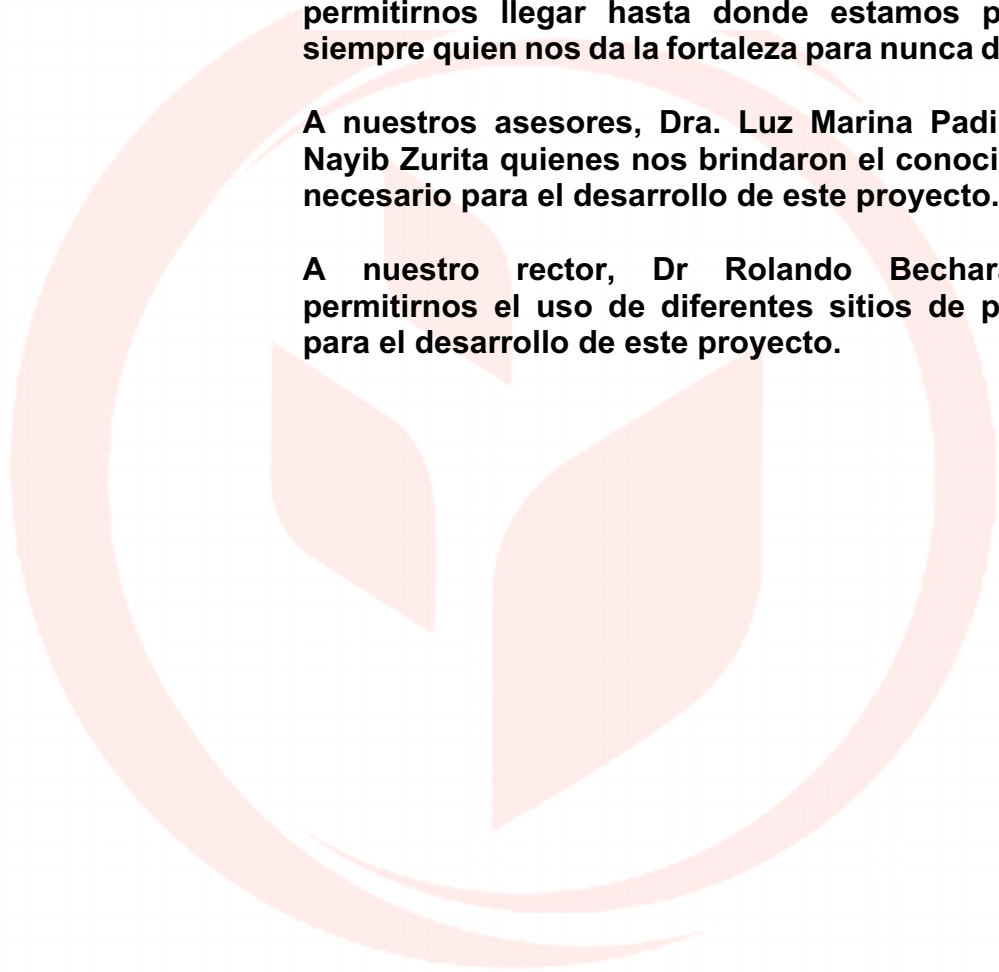 permitirnos llegar hasta donde estamos
siempre quien nos da la fortaleza para nunca
A nuestros asesores, Dra. Luz Marina
Nayib Zurita quienes nos brindaron el
necesario para el desarrollo de este proyecto.
A nuestro rector, Dr Rolando
permitirnos el uso de diferentes sitios de
para el desarrollo de este proyecto.